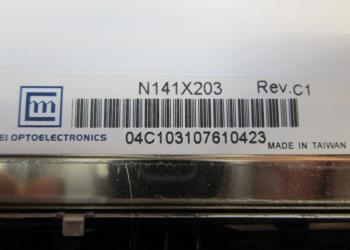 N141X203 Rev.C1
m
EI OPTOELECTRONICS 04C103107610423
MADE IN TAIWAN